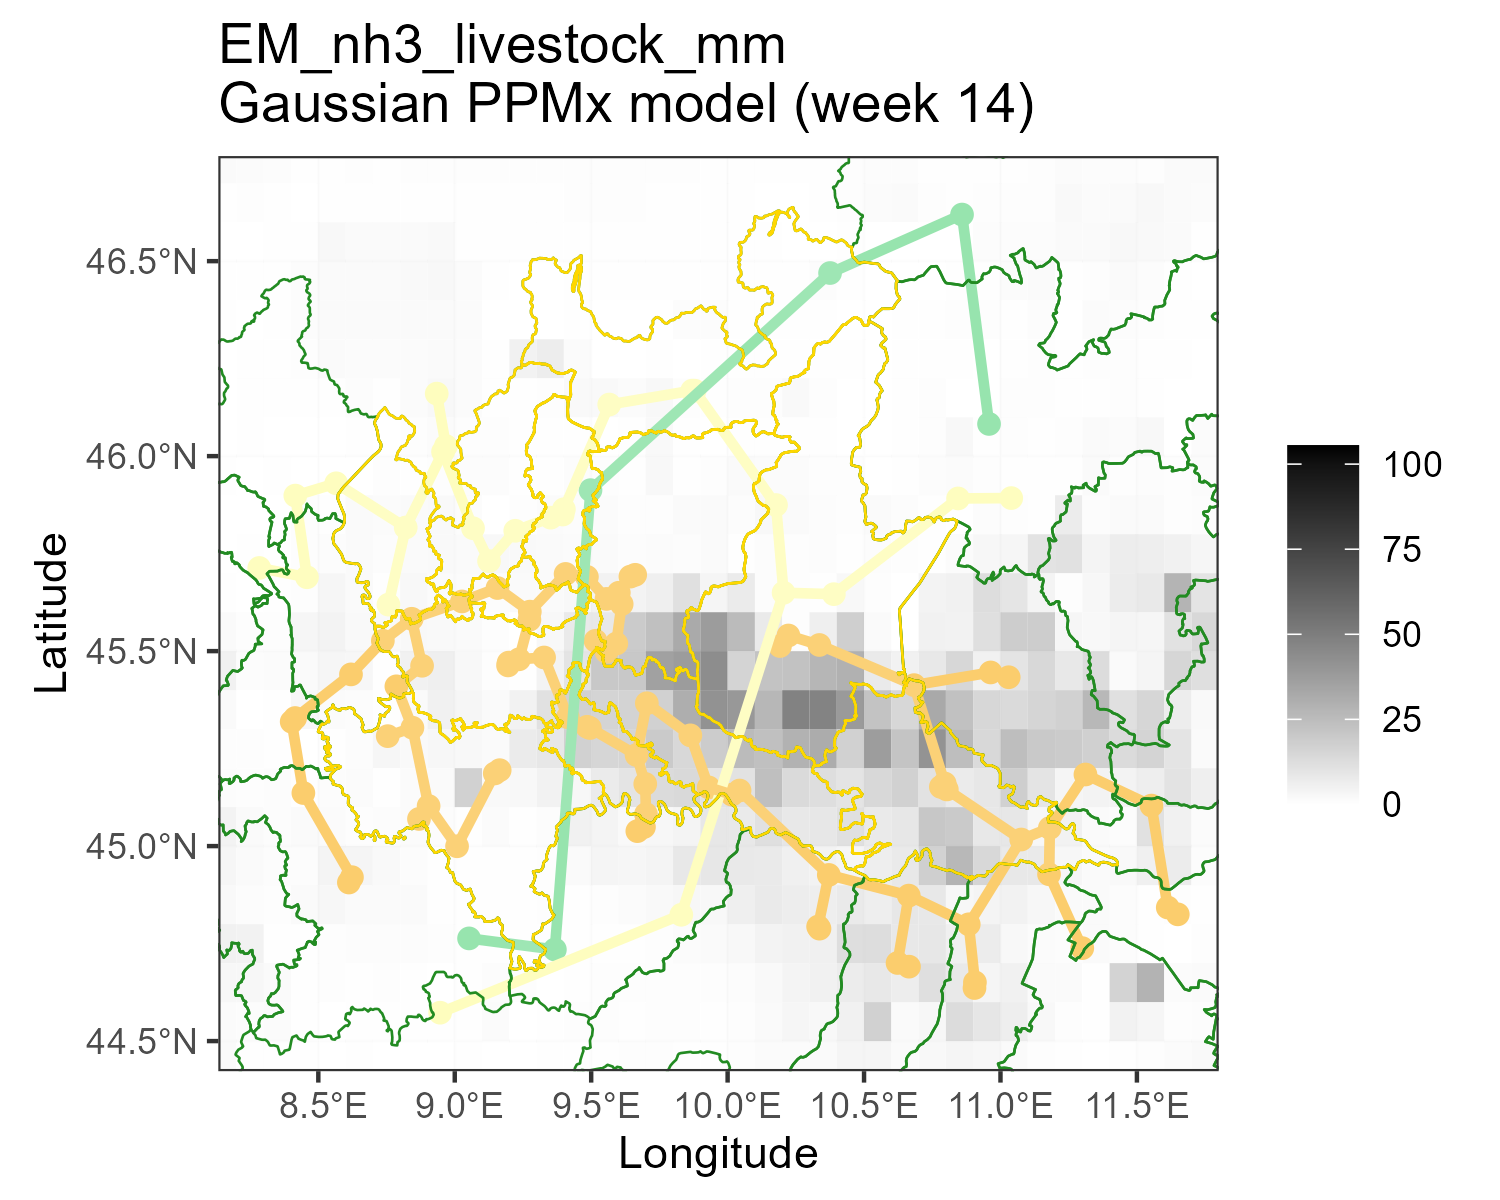 EM_nh3_livestock_mm
Gaussian PPMx model (week 14)
46.5°N
46.0°N
45.5°N
45.0°N
44.5°N
Latitude
8.5°E 9.0°E 9.5°E 10.0°E 10.5°E 11.0°E 11.5°E
Longitude
100
75
50
25
0